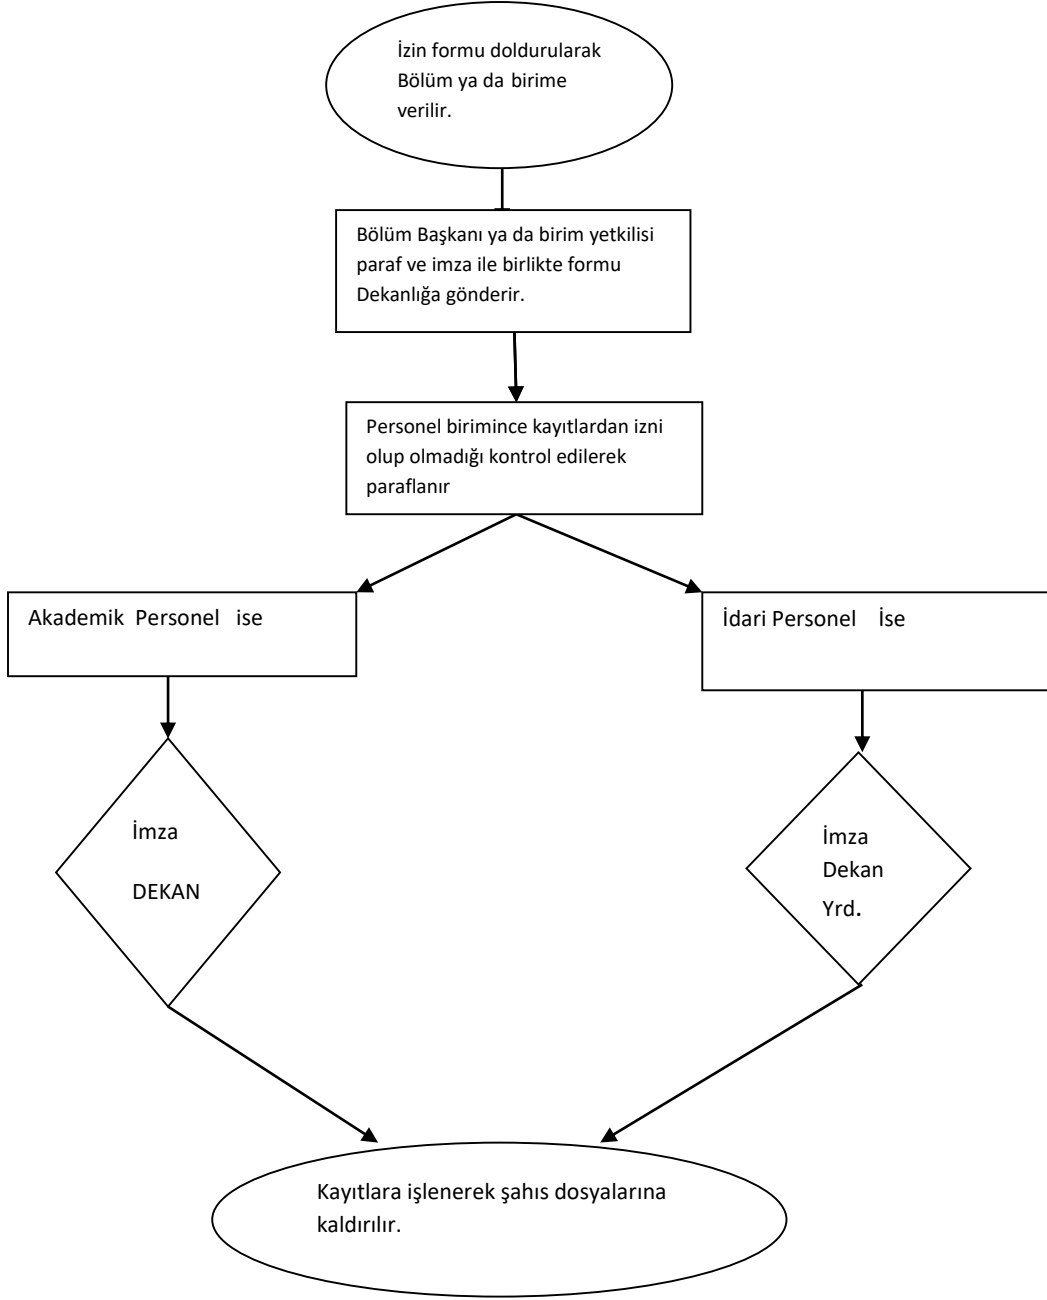 İzin formu doldurularak
Bölüm ya da birime
verilir.
Bölüm Başkanı ya da birim yetkilisi
paraf ve imza ile birlikte formu
Dekanlığa gönderir.
Personel birimince kayıtlardan izni
olup olmadığı kontrol edilerek
paraflanır
Akademik Personel ise
İdari Personel İse
İmza
DEKAN
İmza
Dekan
Yrd.
Kayıtlara işlenerek şahıs dosyalarına
kaldırılır.